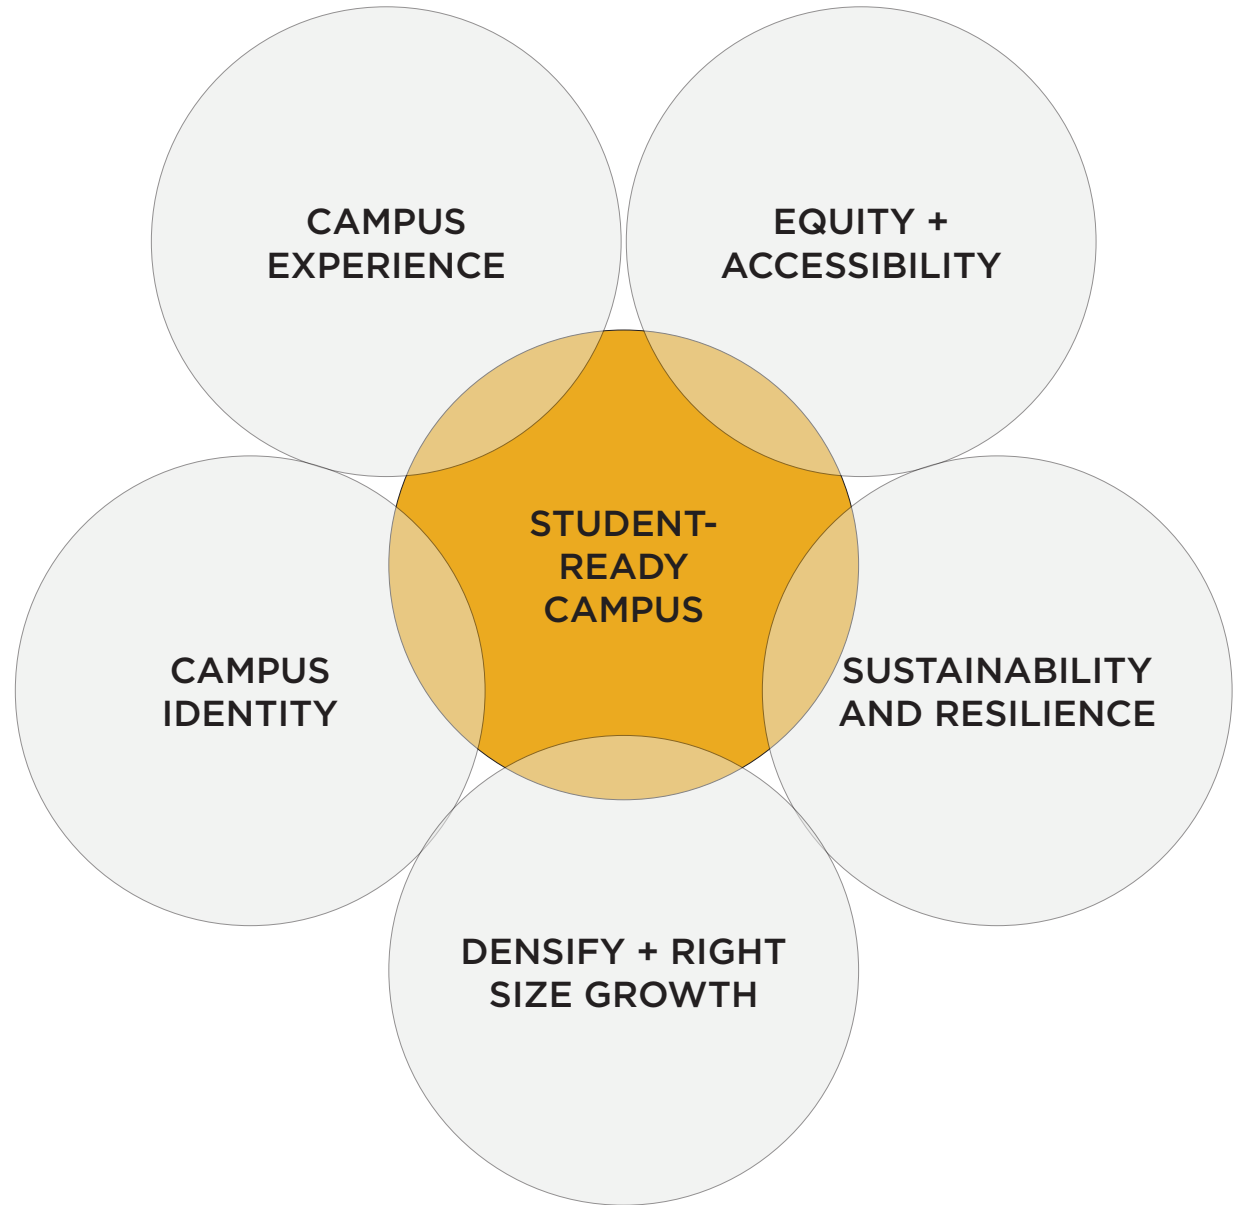 CAMPUS
EXPERIENCE
EQUITY +
ACCESSIBILITY
STUDENT-
READY
CAMPUS
CAMPUS
IDENTITY
SUSTAINABILITY
AND RESILIENCE
DENSIFY + RIGHT
SIZE GROWTH